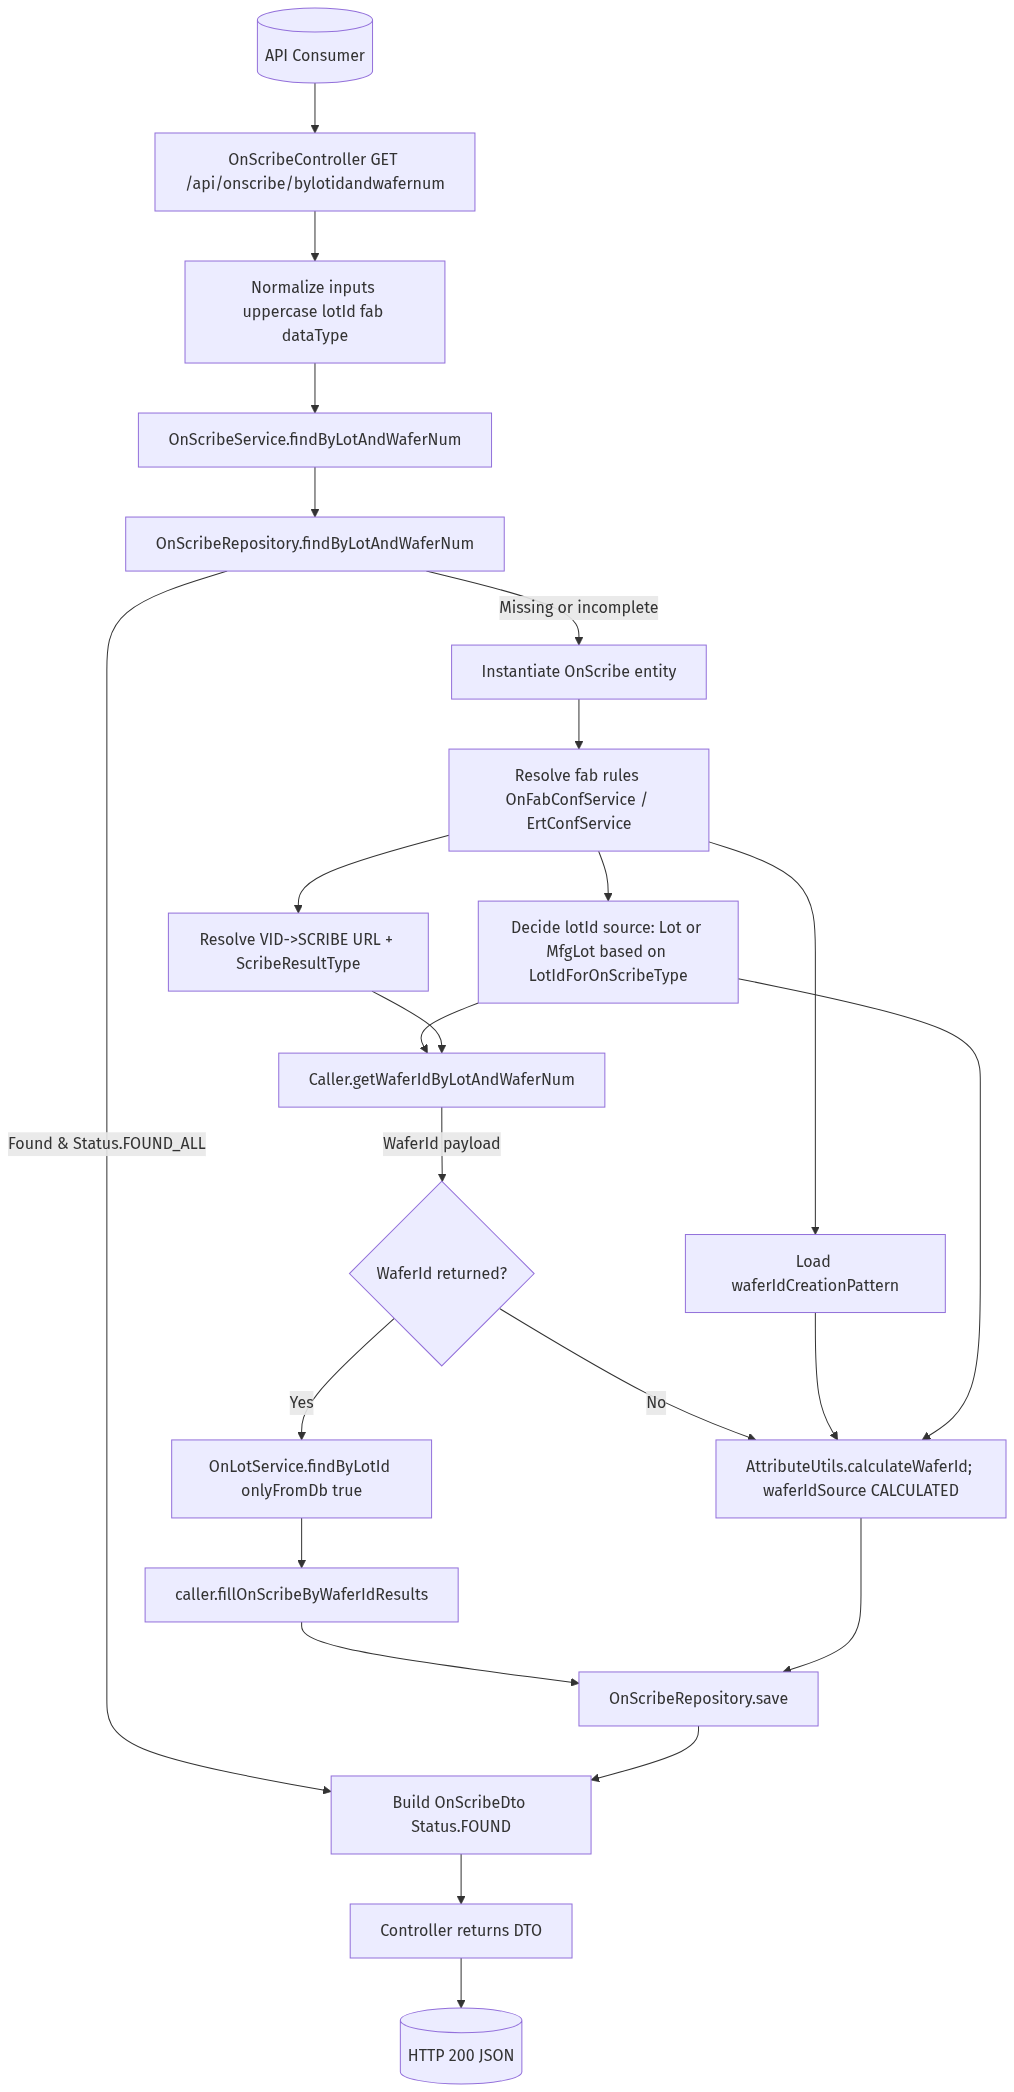 API Consumer
OnScribeController GET
/api/onscribe/bylotidandwafernum
Normalize inputs
uppercase lotId fab
dataType
OnScribeService.findByLotAndWaferNum
OnScribeRepository.findByLotAndWaferNum
Missing or incomplete
Instantiate OnScribe entity
Resolve fab rules
OnFabConfService /
ErtConfService
Resolve VID->SCRIBE URL +
ScribeResultType
Decide lotId source: Lot or
MfgLot based on
LotIdForOnScribeType
Caller.getWaferIdByLotAndWaferNum
Found & Status.FOUND_ALL
WaferId payload
WaferId returned?
Load
waferIdCreationPattern
Yes
No
OnLotService.findByLotId
onlyFromDb true
AttributeUtils.calculateWaferId;
waferIdSource CALCULATED
caller.fillOnScribeByWaferIdResults
OnScribeRepository.save
Build OnScribeDto
Status.FOUND
Controller returns DTO
HTTP 200 JSON